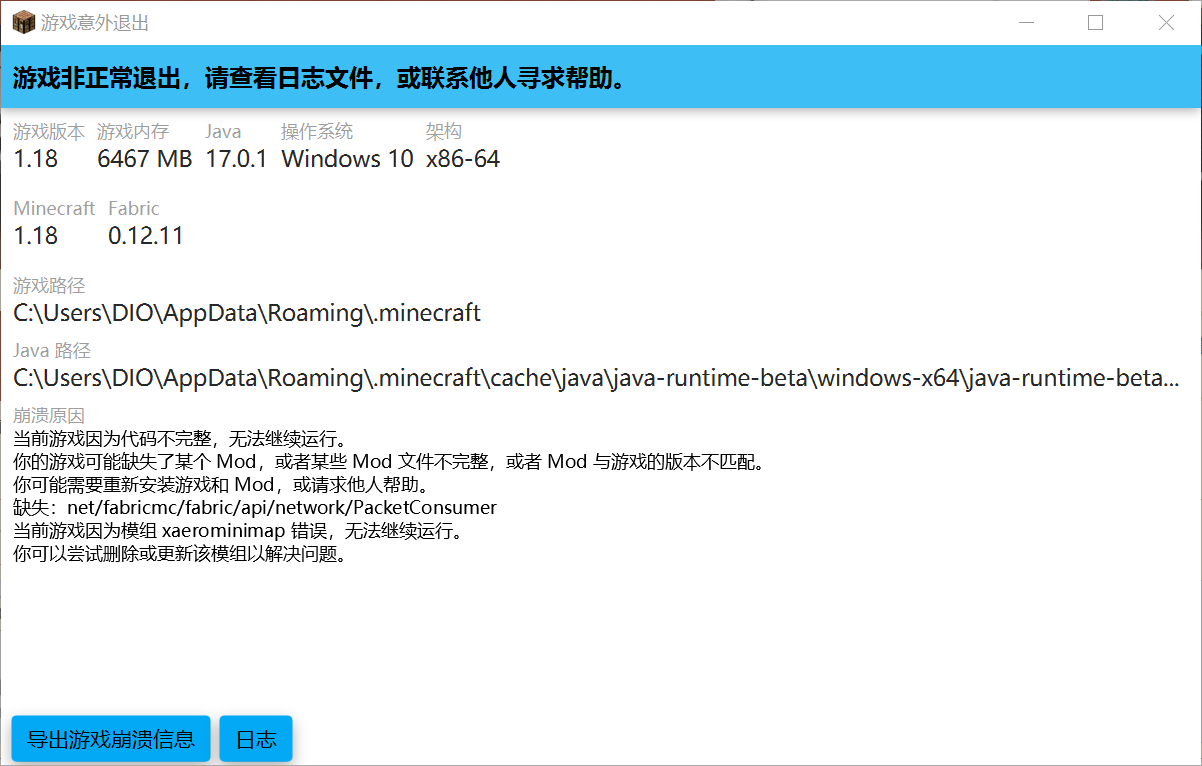 游戏意外退出
游戏非正常退出，请查看日志文件，或联系他人寻求帮助。
游戏版本 游戏内存 Java 操作系统 架构
1.18 6467 MB 17.0.1 Windows 10 x86-64
Minecraft Fabric
1.18 0.12.11
游戏路径
C:\Users\DIO\AppData\Roaming\.minecraft
Java 路径
C:\Users\DIO\AppData\Roaming\.minecraft\cache\java\java-runtime-beta\windows-x64\java-runtime-beta...
崩溃原因
当前游戏因为代码不完整，无法继续运行。
你的游戏可能缺失了某个 Mod，或者某些 Mod 文件不完整，或者 Mod 与游戏的版本不匹配。
你可能需要重新安装游戏和 Mod，或请求他人帮助。
缺失：net/fabricmc/fabric/api/network/PacketConsumer
当前游戏因为模组 xaerominimap 错误，无法继续运行。
你可以尝试删除或更新该模组以解决问题。
导出游戏崩溃信息 日志